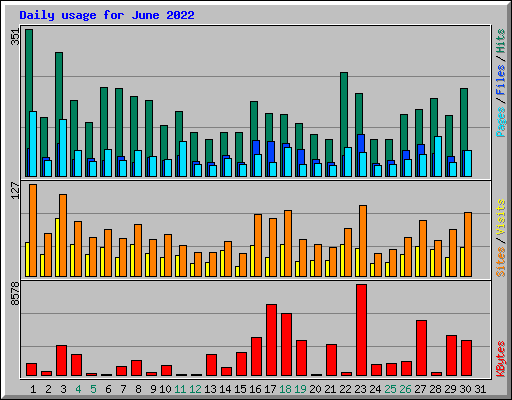 Daily usage for June 2022
351
Pages / Files / Hits
127
Sites / Visits
8578
KBytes
1 2 3 4 5 6 7 8 9 10 11 12 13 14 15 16 17 18 19 20 21 22 23 24 25 26 27 28 29 30 31